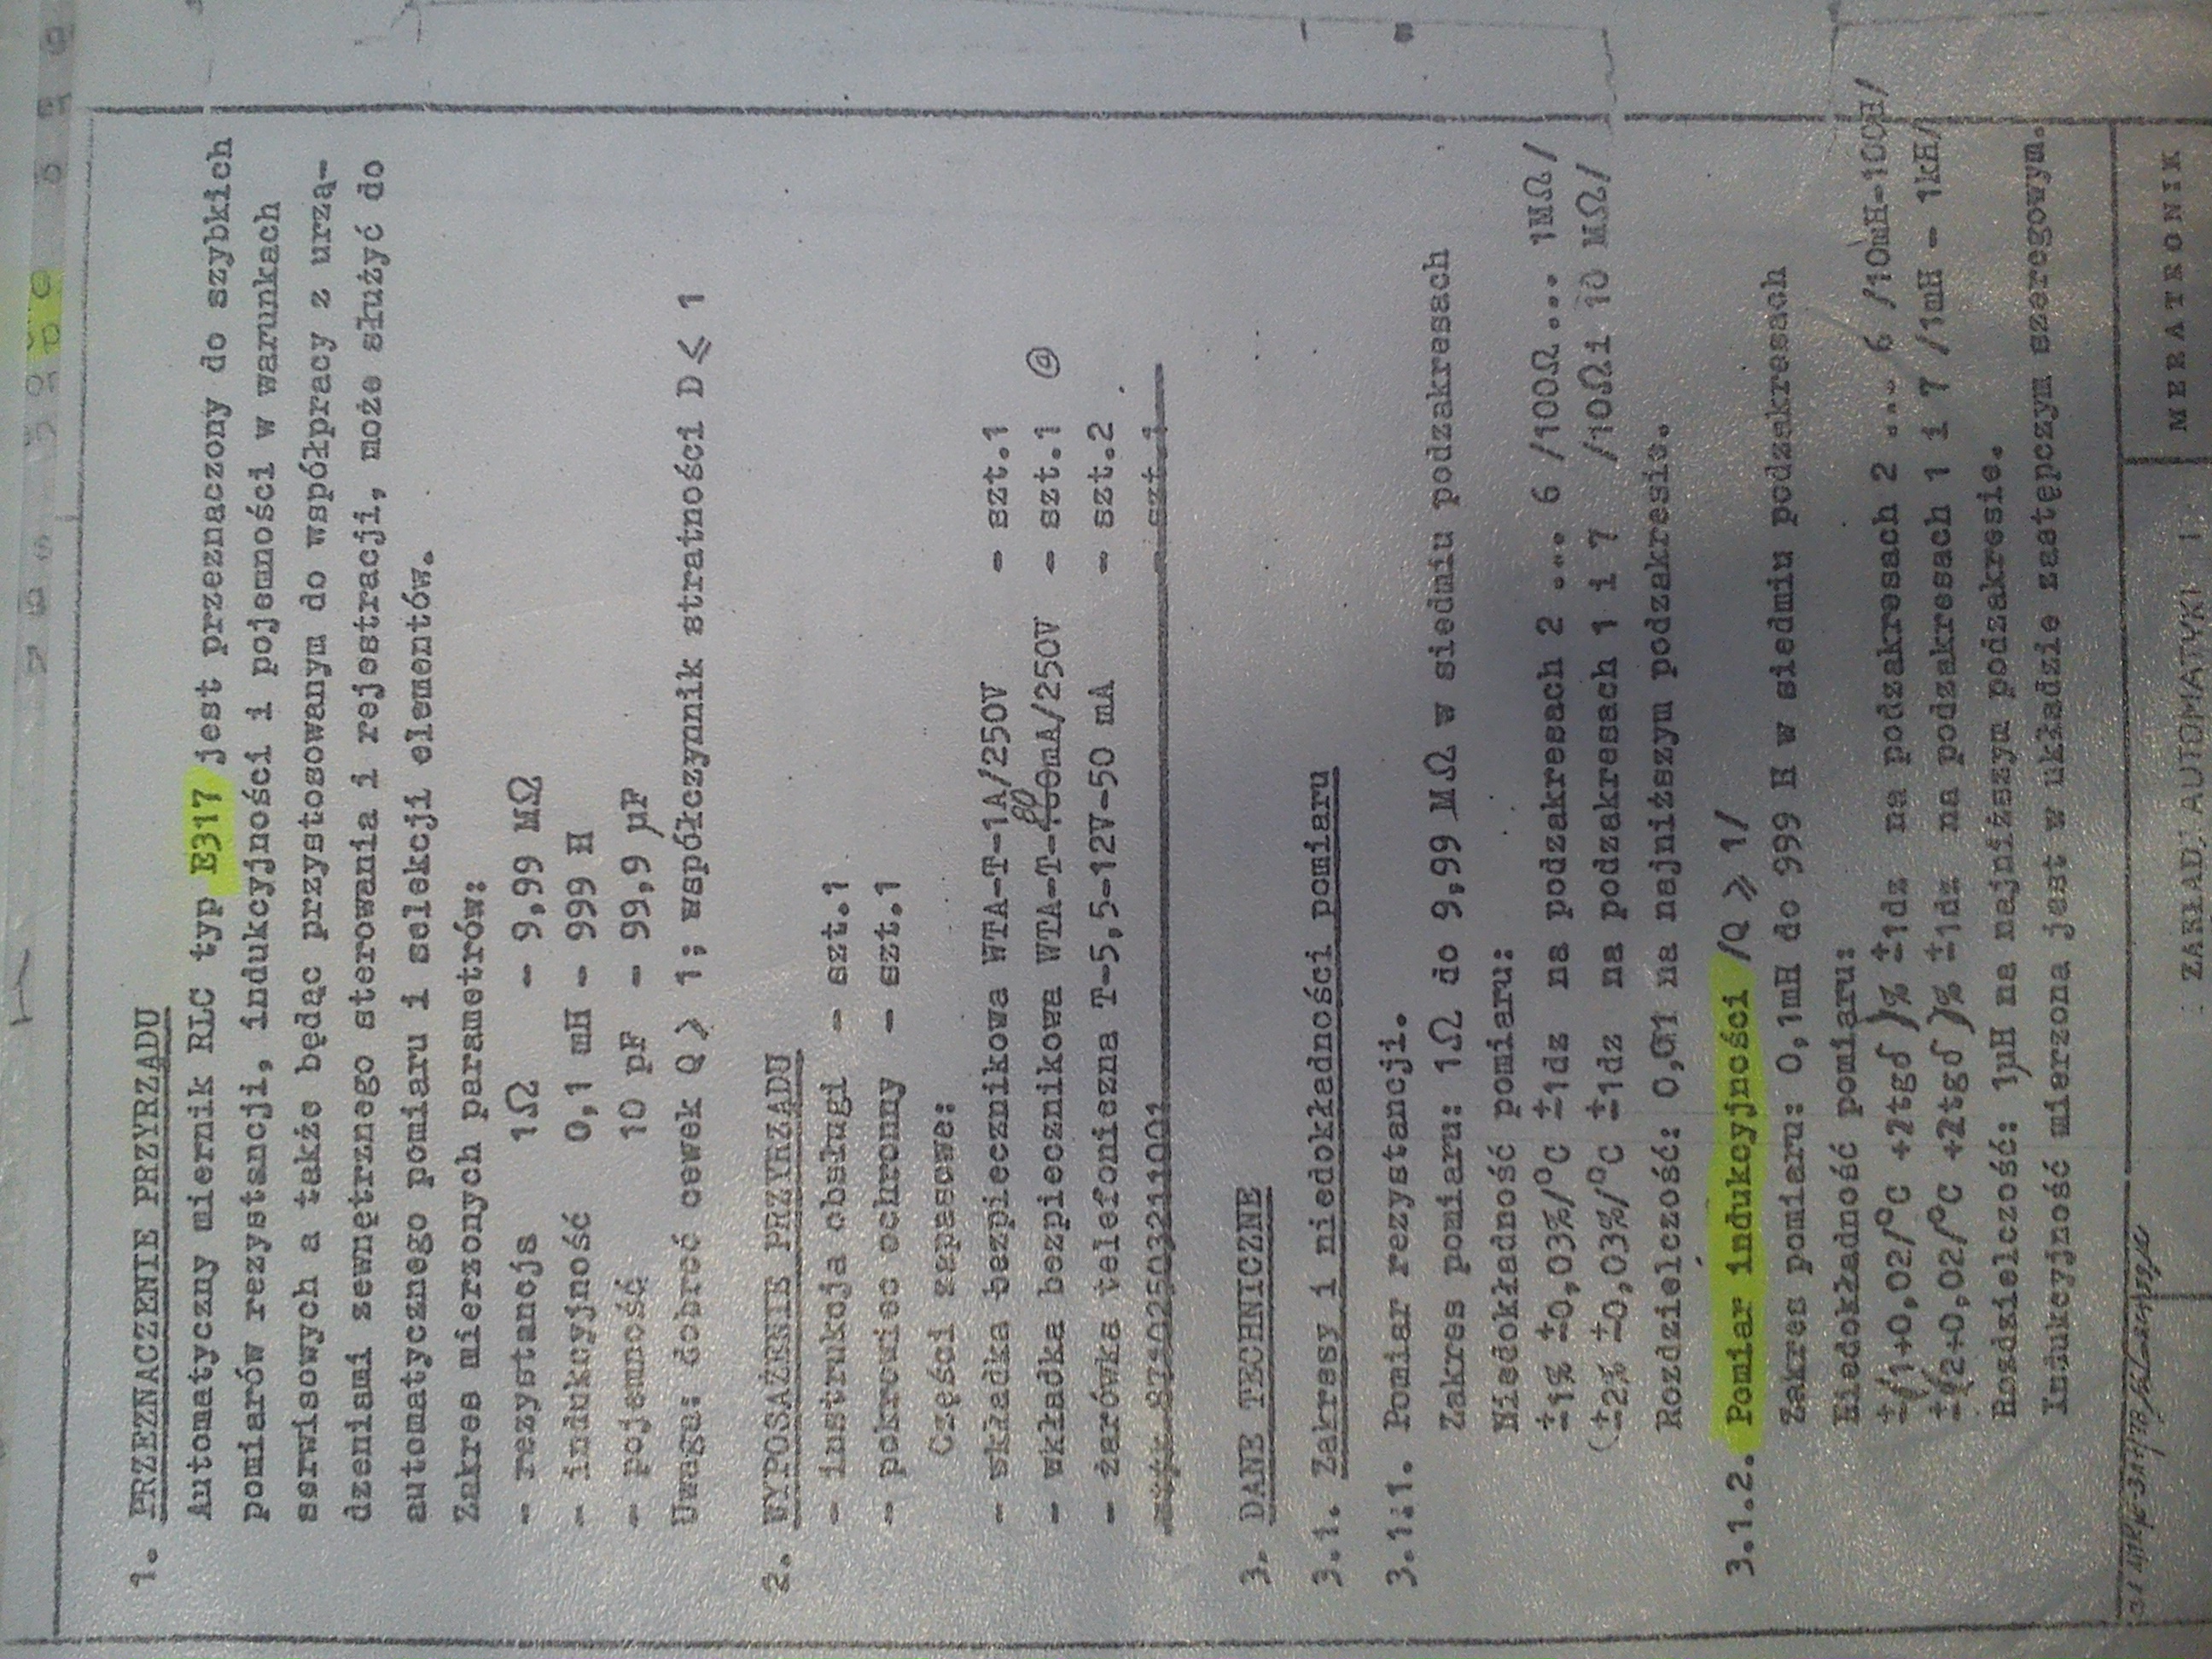 1. PRZEZNACZENIE PRZYRZĄDU
Automatyczny miernik RLC typ E317 jest przeznaczony do szybkich
pomiarów rezystancji, indukcyjności i pojemności w warunkach
serwisowych a także będąc przystosowanym do współpracy z urzą-
dzeniami zewnętrznego sterowania i rejestracji, może służyć do
automatycznego pomiaru i selekcji elementów.
Zakres mierzonych parametrów:
- rezystancja 1Ω - 9,99 MΩ
- indukcyjność 0,1 mH - 999 H
- pojemność 10 pF - 99,9 µF
Uwaga: dobroć cewek Q > 1; współczynnik stratności D ⩽ 1
2. WYPOSAŻENIE PRZYRZĄDU
- instrukcja obsługi - szt.1
- pokrowiec ochronny - szt.1
Części zapasowe:
- wkładka bezpiecznikowa WTA-T-1A/250V - szt.1
- wkładka bezpiecznikowa WTA-T-100mA/250V - szt.1 @
80
- żarówka telefoniczna T-5,5-12V-50 mA - szt.2
3. DANE TECHNICZNE
3.1. Zakresy i niedokładności pomiaru
3.1.1. Pomiar rezystancji.
Zakres pomiaru: 1Ω do 9,99 MΩ w siedmiu podzakresach
Niedokładność pomiaru:
±1% ±0,03%/°C ±1dz na podzakresach 2 ... 6 /100Ω ... 1MΩ/
(±2% ±0,03%/°C ±1dz na podzakresach 1 i 7 /10Ω i 10 MΩ/
Rozdzielczość: 0,01 na najniższym podzakresie.
3.1.2. Pomiar indukcyjności /Q ⩾ 1/
Zakres pomiaru: 0,1mH do 999 H w siedmiu podzakresach
Niedokładność pomiaru:
±(1+0,02/°C +2tgδ)% ±1dz na podzakresach 2 ... 6 /10mH-100H/
±(2+0,02/°C +2tgδ)% ±1dz na podzakresach 1 i 7 /1mH - 1kH/
Rozdzielczość: 1µH na najniższym podzakresie.
Indukcyjność mierzona jest w układzie zastępczym szeregowym.
ZAKŁAD AUTOMATYKI
MERATRONIK